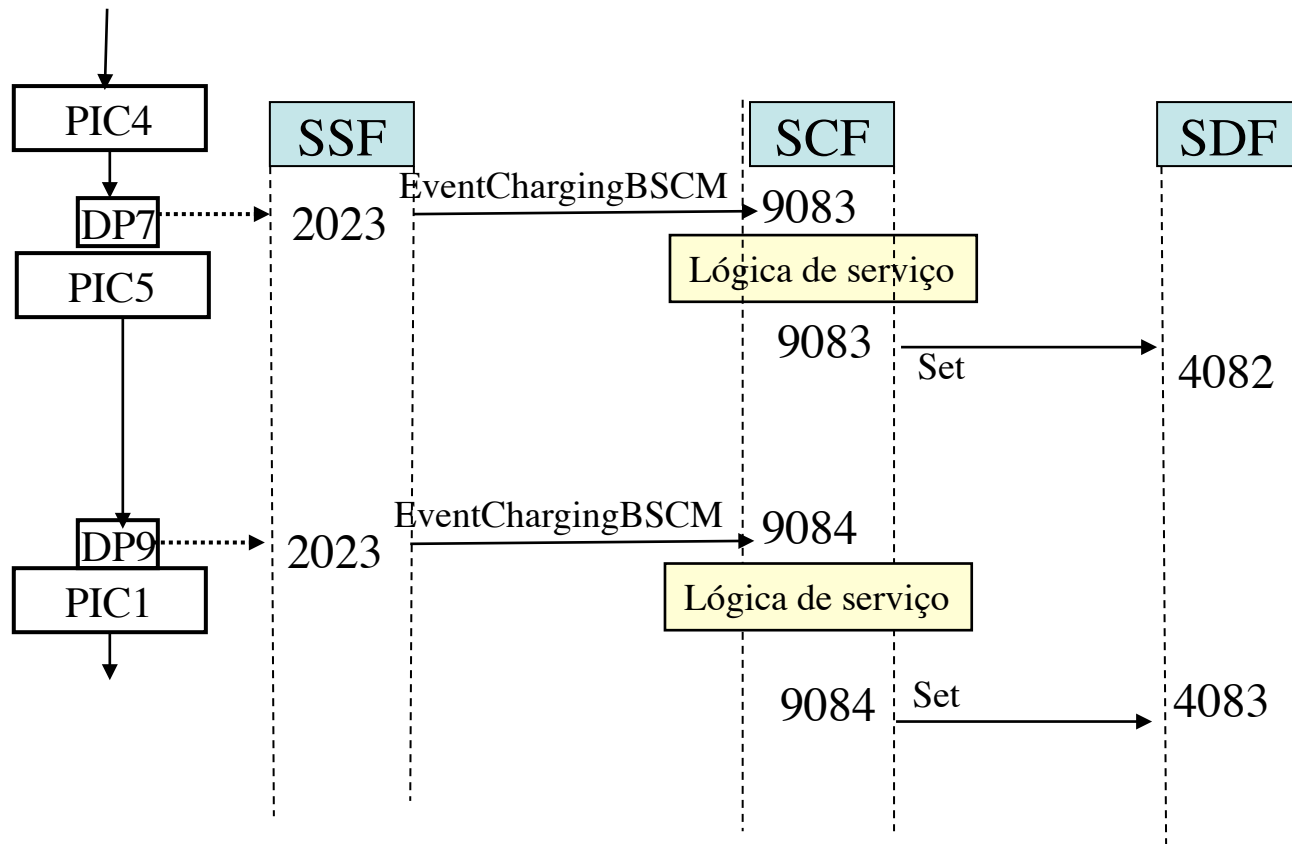 PIC4
SSF
SCF
SDF
EventChargingBSCM
DP7
2023
9083
Lógica de serviço
PIC5
9083
Set
4082
EventChargingBSCM
DP9
2023
9084
PIC1
Lógica de serviço
9084
Set
4083